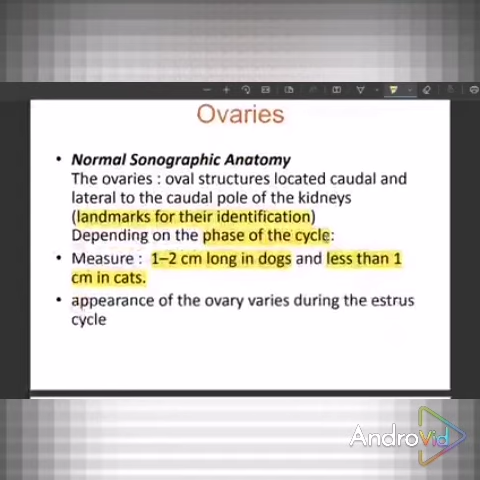 Ovaries
• Normal Sonographic Anatomy
The ovaries : oval structures located caudal and
lateral to the caudal pole of the kidneys
(landmarks for their identification)
Depending on the phase of the cycle:
• Measure : 1–2 cm long in dogs and less than 1
cm in cats.
• appearance of the ovary varies during the estrus
cycle
AndroVid